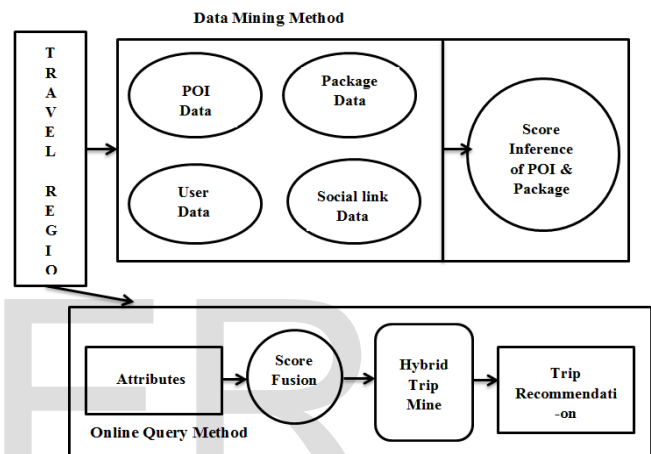 Data Mining Method
T
R
A
V
E
L
R
E
G
I
O
POI
Data
Package
Data
User
Data
Social link
Data
Score
Inference
of POI &
Package
Attributes
Score
Fusion
Hybrid
Trip
Mine
Trip
Recommendati
-on
Online Query Method
ER